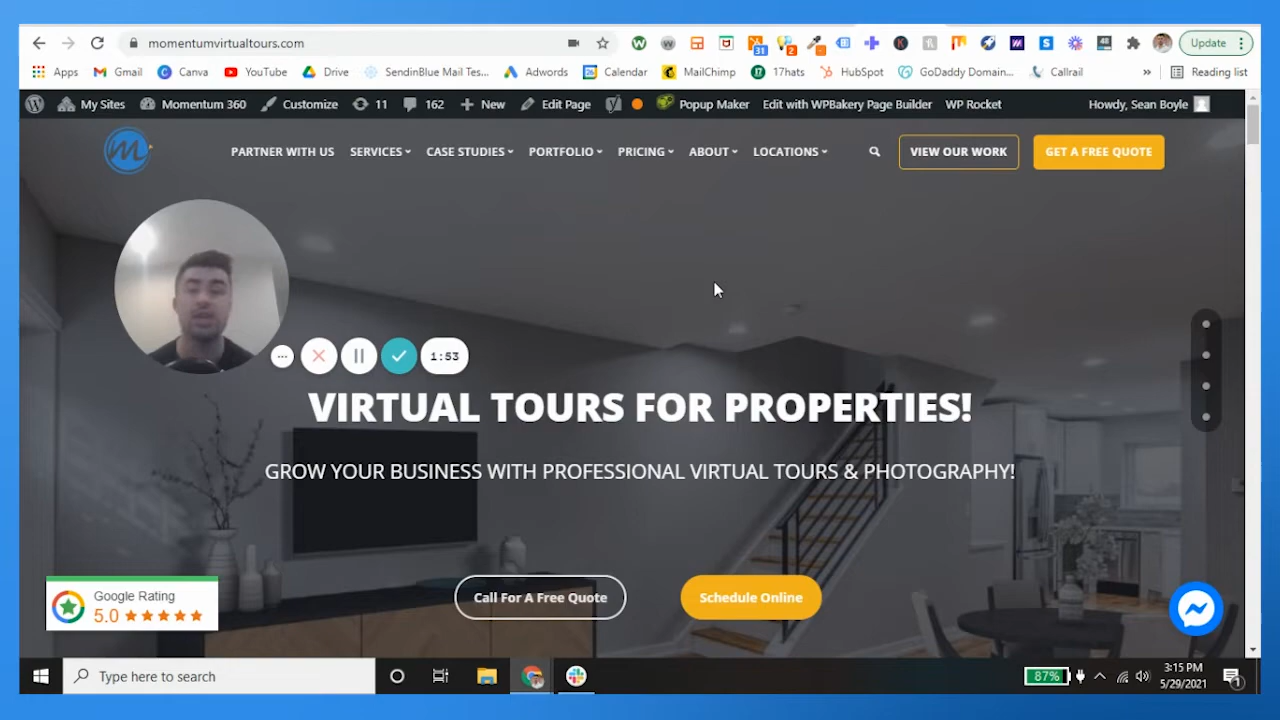 momentumvirtualtours.com
31
2
48
Update
Apps Gmail Canva YouTube Drive SendinBlue Mail Tes... Adwords Calendar MailChimp 17hats HubSpot GoDaddy Domain... Callrail » Reading list
My Sites Momentum 360 Customize 11 162 New Edit Page Popup Maker Edit with WPBakery Page Builder WP Rocket Howdy, Sean Boyle
PARTNER WITH US SERVICES CASE STUDIES PORTFOLIO PRICING ABOUT LOCATIONS VIEW OUR WORK GET A FREE QUOTE
1:53
VIRTUAL TOURS FOR PROPERTIES!
GROW YOUR BUSINESS WITH PROFESSIONAL VIRTUAL TOURS & PHOTOGRAPHY!
Google Rating
5.0
Call For A Free Quote Schedule Online
Type here to search
87%
3:15 PM
5/29/2021
1